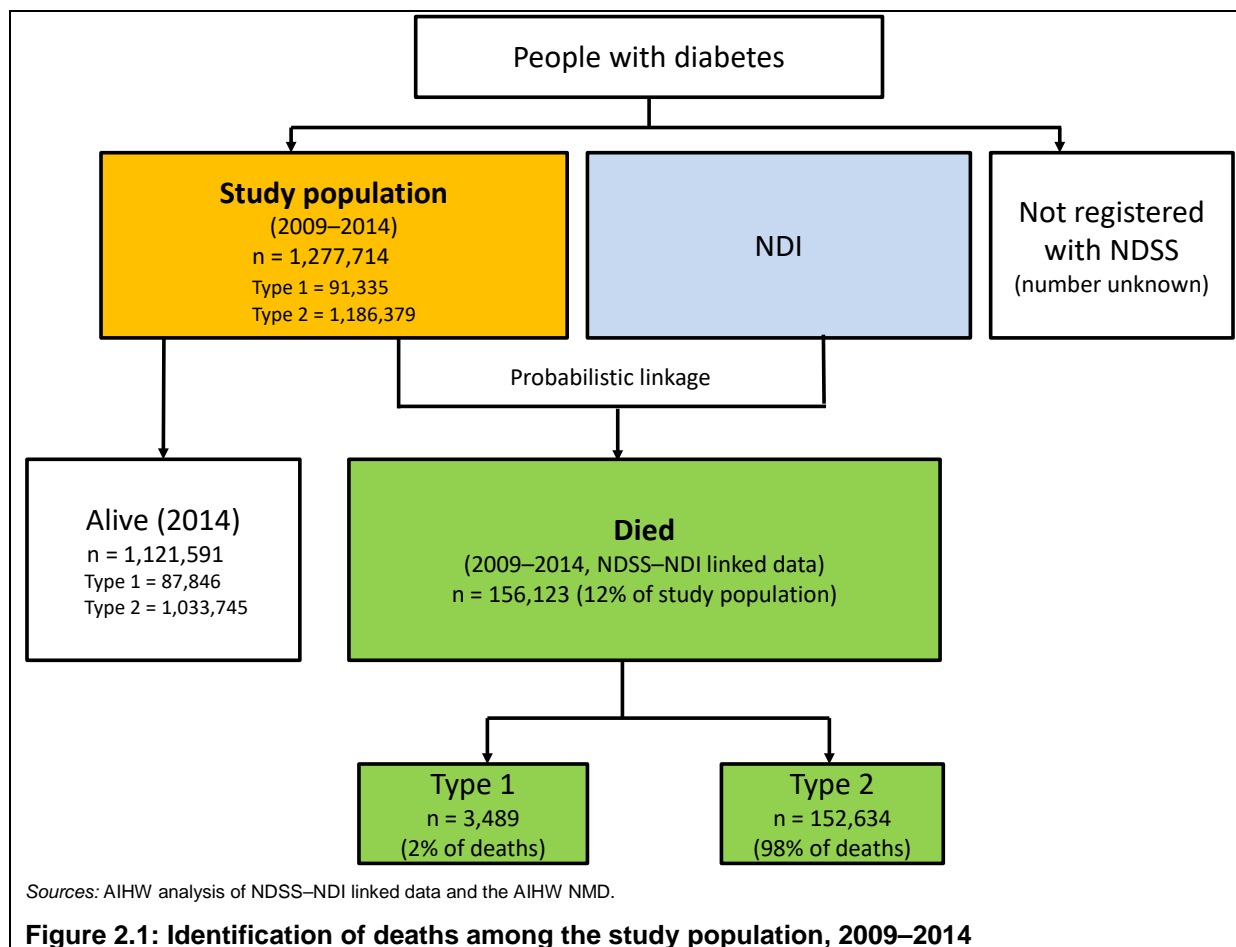 People with diabetes
Study population
(2009–2014)
n = 1,277,714
Type 1 = 91,335
Type 2 = 1,186,379
NDI
Not registered
with NDSS
(number unknown)
Probabilistic linkage
Alive (2014)
n = 1,121,591
Type 1 = 87,846
Type 2 = 1,033,745
Died
(2009–2014, NDSS–NDI linked data)
n = 156,123 (12% of study population)
Type 1
n = 3,489
(2% of deaths)
Type 2
n = 152,634
(98% of deaths)
Sources: AIHW analysis of NDSS–NDI linked data and the AIHW NMD.
Figure 2.1: Identification of deaths among the study population, 2009–2014